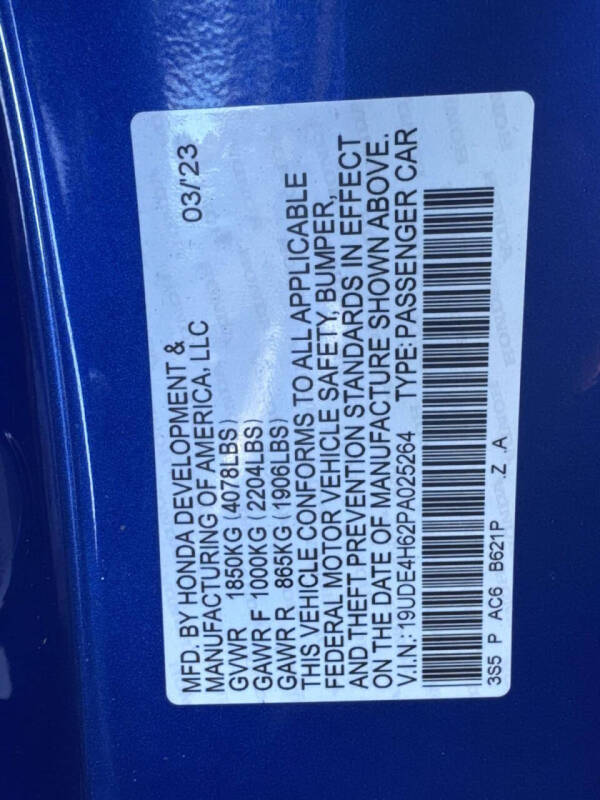 MFD. BY HONDA DEVELOPMENT & 03/'23
MANUFACTURING OF AMERICA, LLC
GVWR 1850KG (4078LBS)
GAWR F 1000KG (2204LBS)
GAWR R 865KG (1906LBS)
THIS VEHICLE CONFORMS TO ALL APPLICABLE
FEDERAL MOTOR VEHICLE SAFETY, BUMPER,
AND THEFT PREVENTION STANDARDS IN EFFECT
ON THE DATE OF MANUFACTURE SHOWN ABOVE.
V.I.N.: 19UDE4H62PA025264 TYPE: PASSENGER CAR
3S5 P AC6 B621P .Z A